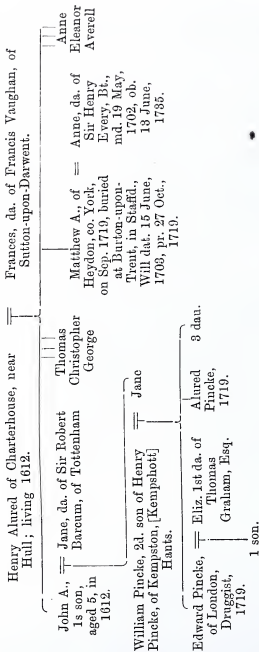 Henry Alured of Charterhouse, near
Hull; living 1612.
Frances, da. of Francis Vaughan, of
Sutton-upon-Darwent.
John A.,
1s son,
aged 5, in
1612.
Jane, da. of Sir Robert
Barcum, of Tottenham
Thomas
Christopher
George
Matthew A., of
Heydon, co. York,
on Sep. 1719, buried
at Burton-upon-
Trent, in Staffd.,
Will dat. 15 June,
1703, pr. 27 Oct.,
1719.
Anne, da. of
Sir Henry
Every, Bt.,
md. 19 May,
1702, ob.
13 June,
1735.
Anne
Eleanor
Averell
William Pincke, 2d. son of Henry
Pincke, of Kempston, [Kempshott]
Hants.
Jane
Edward Pincke,
of London,
Druggist,
1719.
Eliz. 1st da. of
Thomas
Graham, Esq.
Alured
Pincke,
1719.
3 dau.
1 son.